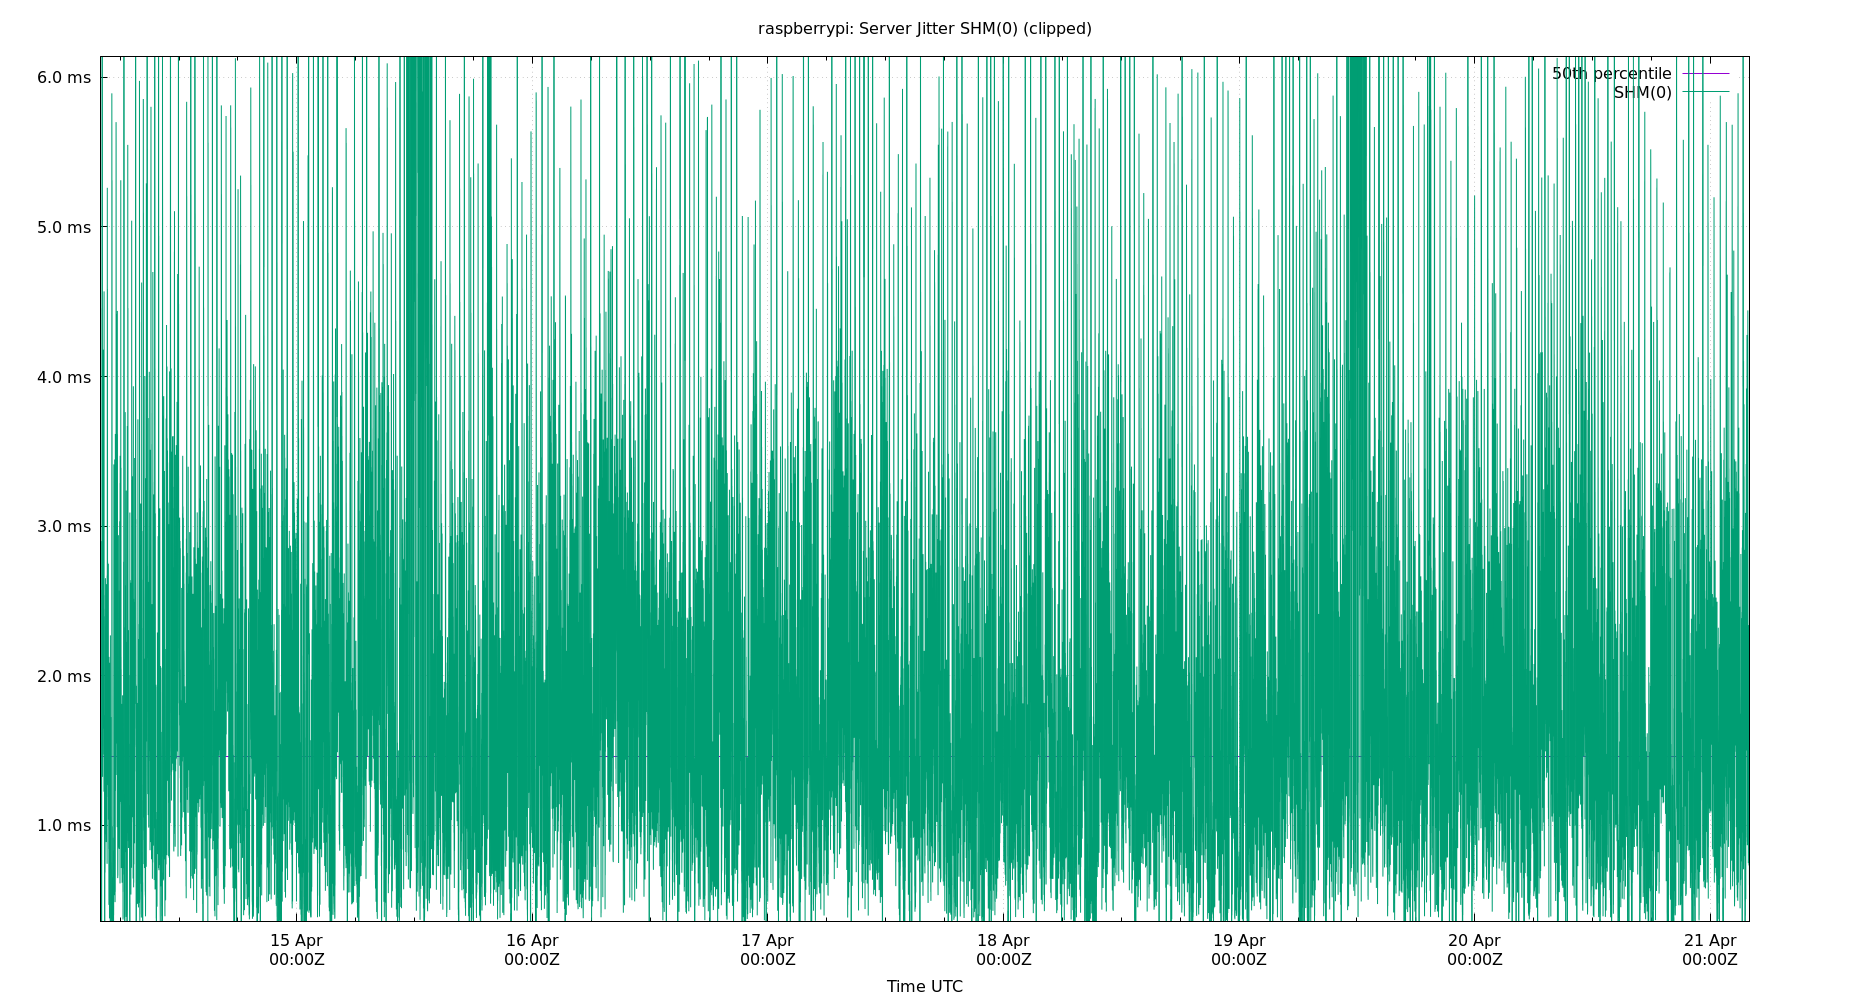 raspberrypi: Server Jitter SHM(0) (clipped)
6.0 ms
50th percentile
SHM(0)
5.0 ms
4.0 ms
3.0 ms
2.0 ms
1.0 ms
15 Apr 16 Apr 17 Apr 18 Apr 19 Apr 20 Apr 21 Apr
00:00Z 00:00Z 00:00Z 00:00Z 00:00Z 00:00Z 00:00Z
Time UTC